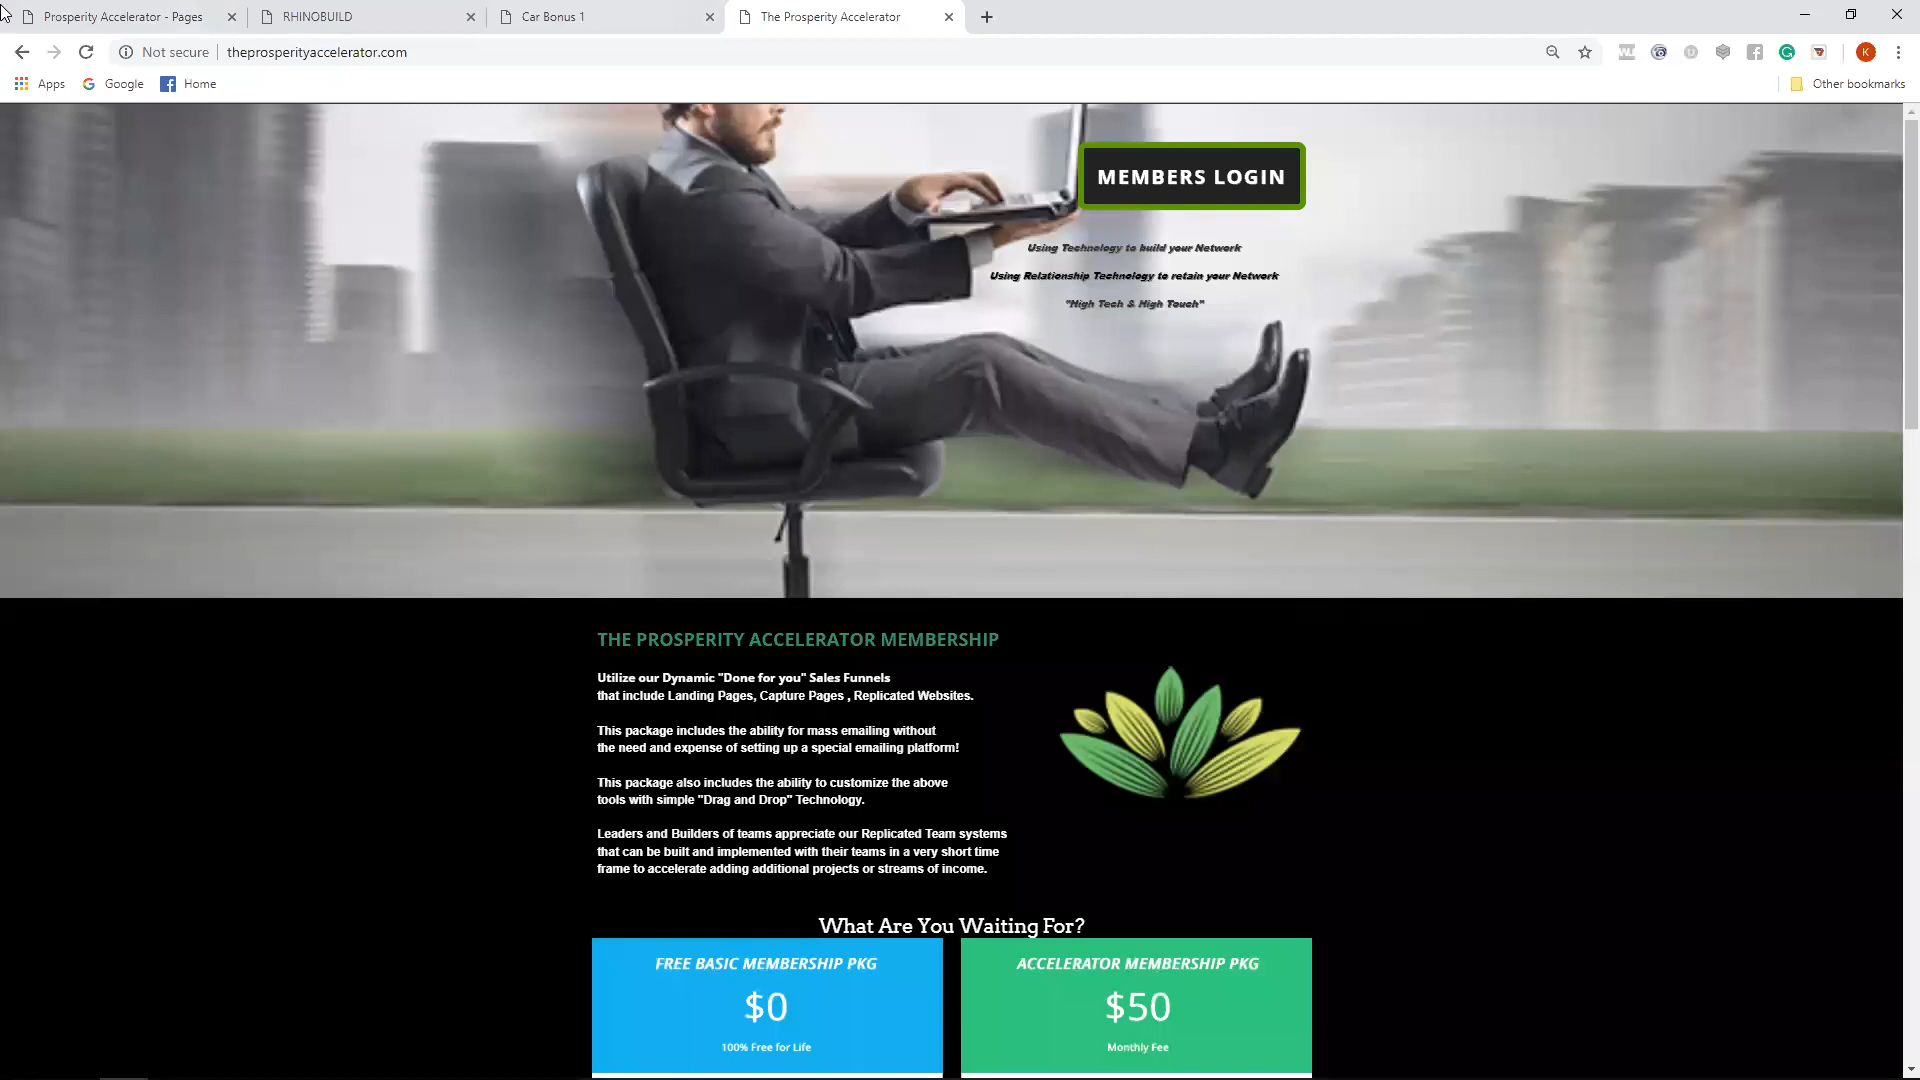 Prosperity Accelerator - Pages
RHINOBUILD
Car Bonus 1
The Prosperity Accelerator
Not secure
theprosperityaccelerator.com
K
Apps
Google
Home
Other bookmarks
MEMBERS LOGIN
Using Technology to build your Network
Using Relationship Technology to retain your Network
"High Tech & High Touch"
THE PROSPERITY ACCELERATOR MEMBERSHIP
Utilize our Dynamic "Done for you" Sales Funnels
that include Landing Pages, Capture Pages , Replicated Websites.
This package includes the ability for mass emailing without
the need and expense of setting up a special emailing platform!
This package also includes the ability to customize the above
tools with simple "Drag and Drop" Technology.
Leaders and Builders of teams appreciate our Replicated Team systems
that can be built and implemented with their teams in a very short time
frame to accelerate adding additional projects or streams of income.
What Are You Waiting For?
FREE BASIC MEMBERSHIP PKG
$0
100% Free for Life
ACCELERATOR MEMBERSHIP PKG
$50
Monthly Fee